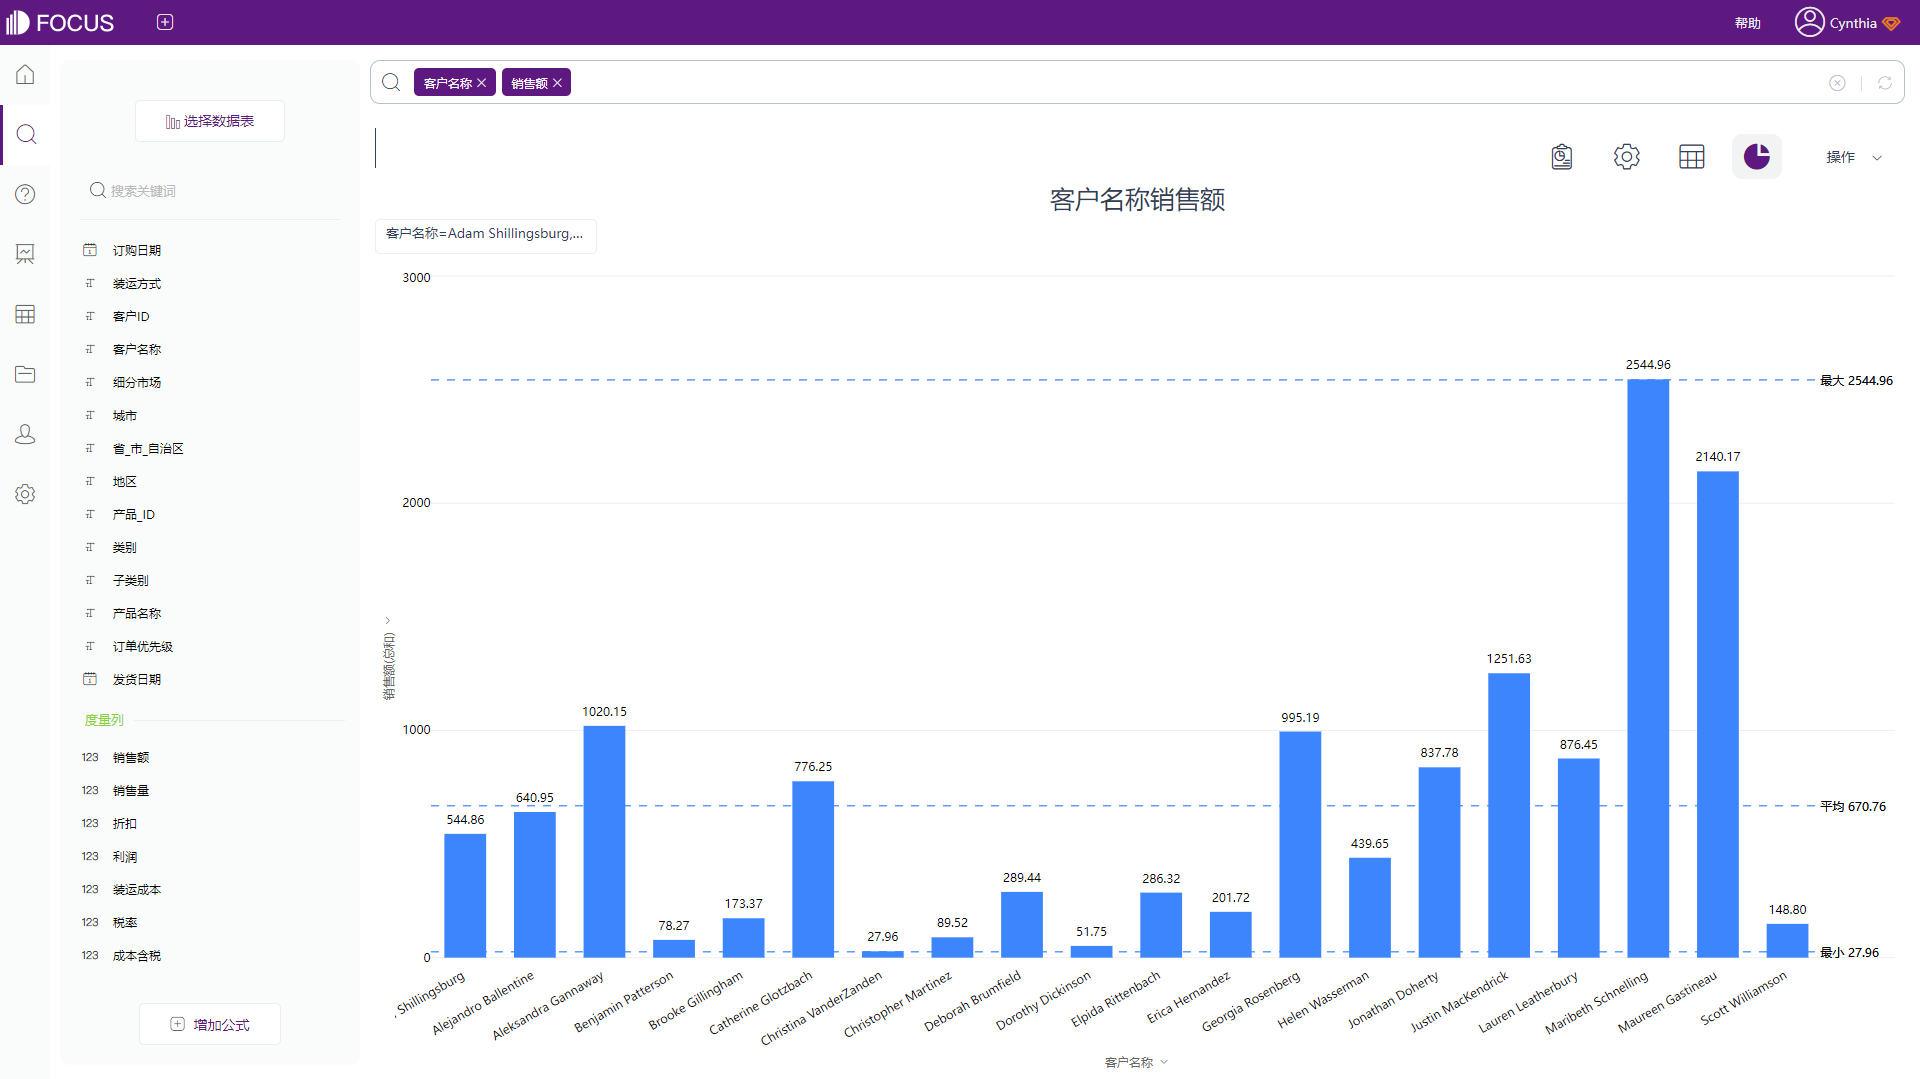 FOCUS
帮助
Cynthia
选择数据表
搜索关键词
订购日期
装运方式
客户ID
客户名称
细分市场
城市
省_市_自治区
地区
产品_ID
类别
子类别
产品名称
订单优先级
发货日期
度量列
123 销售额
123 销售量
123 折扣
123 利润
123 装运成本
123 税率
123 成本含税
增加公式
客户名称 销售额
操作
客户名称销售额
客户名称=Adam Shillingsburg,...
3000
2000
1000
0
销售额(总和)
544.86
640.95
1020.15
78.27
173.37
776.25
27.96
89.52
289.44
51.75
286.32
201.72
995.19
439.65
837.78
1251.63
876.45
2544.96
2140.17
148.80
最大 2544.96
平均 670.76
最小 27.96
Shillingsburg
Alejandro Ballentine
Aleksandra Gannaway
Benjamin Patterson
Brooke Gillingham
Catherine Glotzbach
Christina VanderZanden
Christopher Martinez
Deborah Brumfield
Dorothy Dickinson
Elpida Rittenbach
Erica Hernandez
Georgia Rosenberg
Helen Wasserman
Jonathan Doherty
Justin MacKendrick
Lauren Leatherbury
Maribeth Schnelling
Maureen Gastineau
Scott Williamson
客户名称